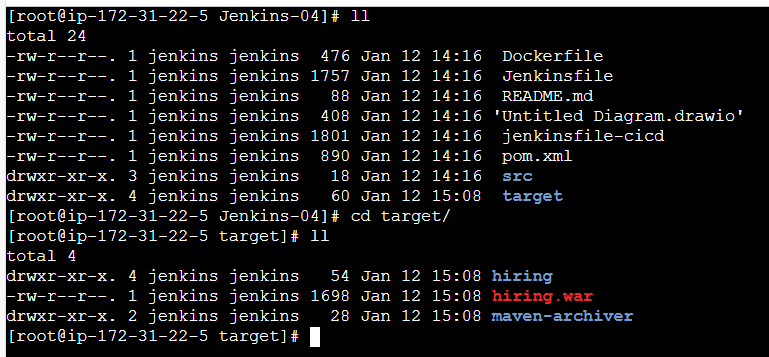 [root@ip-172-31-22-5 Jenkins-04]# ll
total 24
-rw-r--r--. 1 jenkins jenkins  476 Jan 12 14:16  Dockerfile
-rw-r--r--. 1 jenkins jenkins 1757 Jan 12 14:16  Jenkinsfile
-rw-r--r--. 1 jenkins jenkins   88 Jan 12 14:16  README.md
-rw-r--r--. 1 jenkins jenkins  408 Jan 12 14:16 'Untitled Diagram.drawio'
-rw-r--r--. 1 jenkins jenkins 1801 Jan 12 14:16  jenkinsfile-cicd
-rw-r--r--. 1 jenkins jenkins  890 Jan 12 14:16  pom.xml
drwxr-xr-x. 3 jenkins jenkins   18 Jan 12 14:16  src
drwxr-xr-x. 4 jenkins jenkins   60 Jan 12 15:08  target
[root@ip-172-31-22-5 Jenkins-04]# cd target/
[root@ip-172-31-22-5 target]# ll
total 4
drwxr-xr-x. 4 jenkins jenkins   54 Jan 12 15:08 hiring
-rw-r--r--. 1 jenkins jenkins 1698 Jan 12 15:08 hiring.war
drwxr-xr-x. 2 jenkins jenkins   28 Jan 12 15:08 maven-archiver
[root@ip-172-31-22-5 target]#